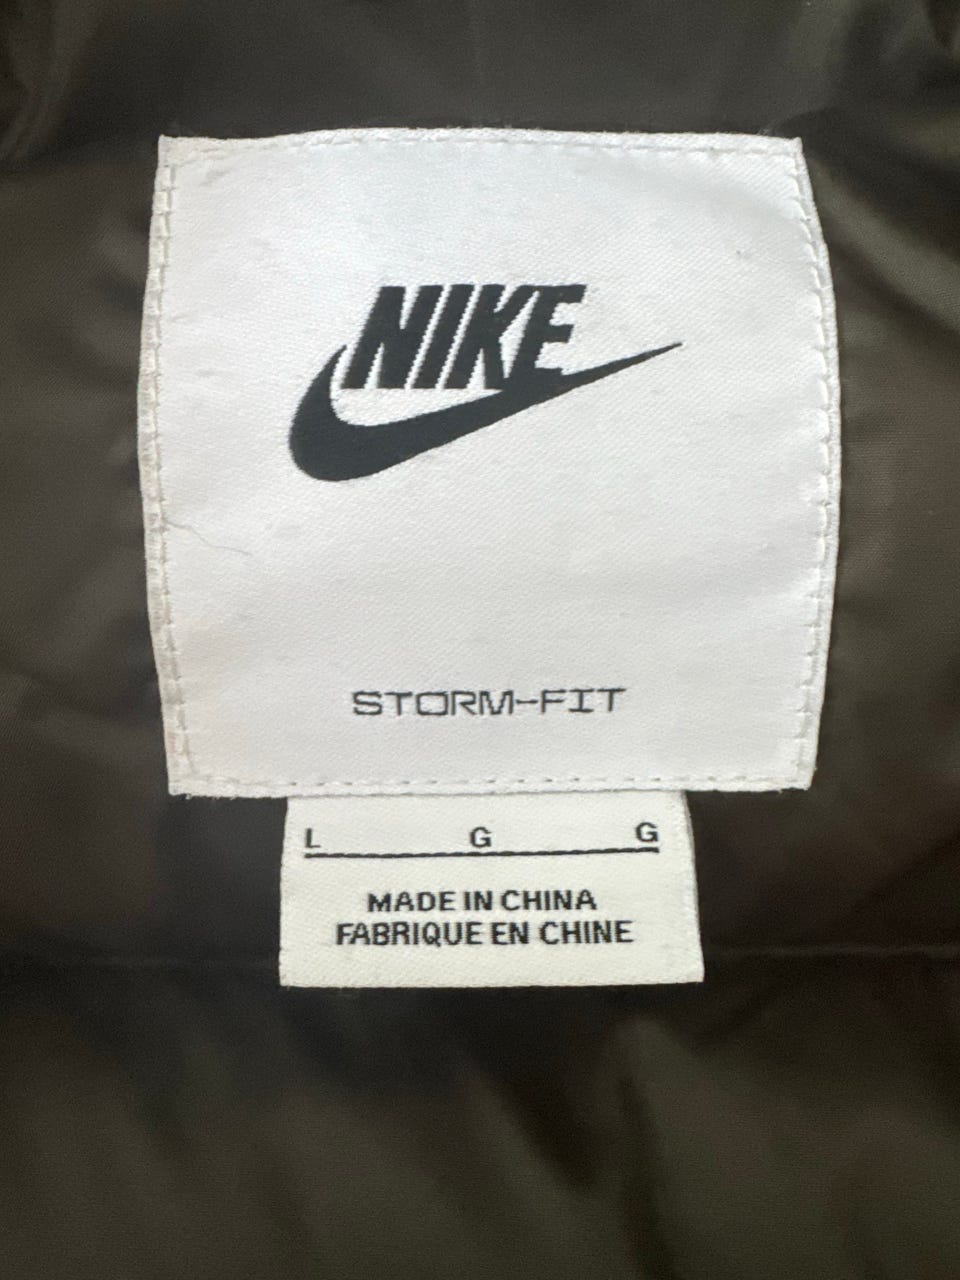 NIKE
STORM-FIT
L G G
MADE IN CHINA
FABRIQUE EN CHINE